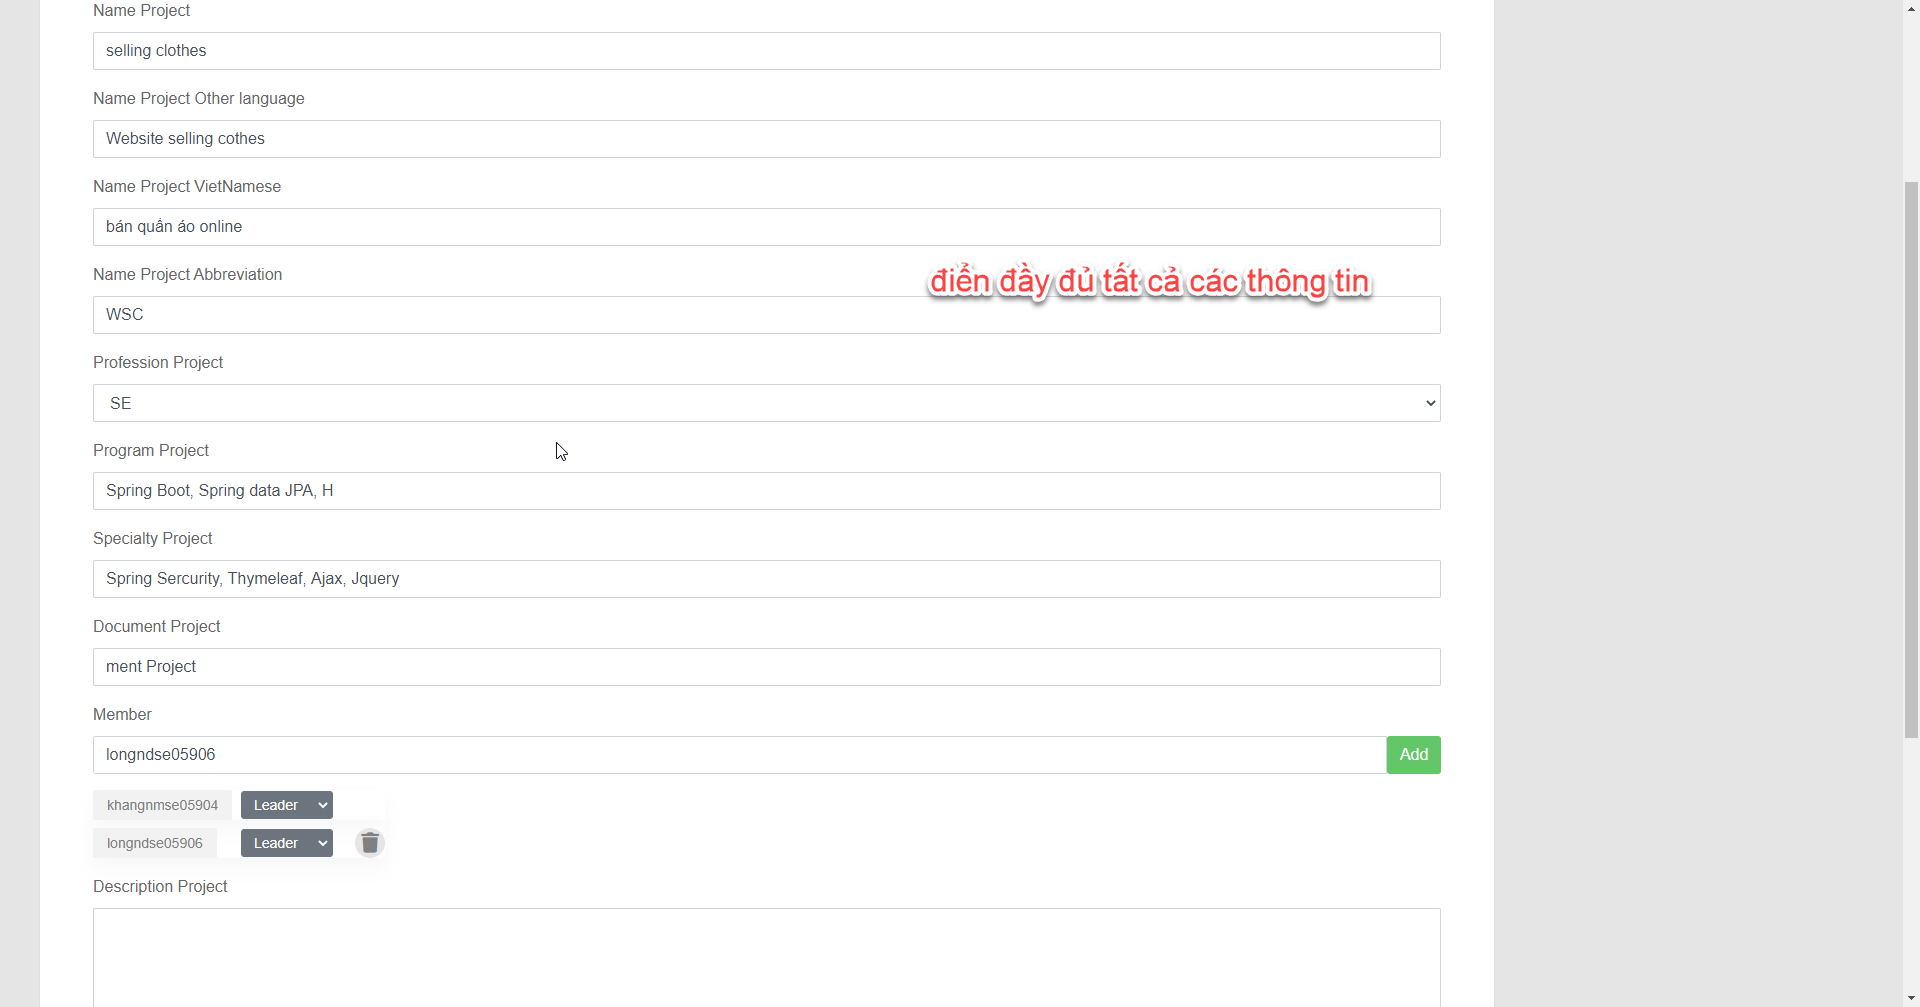 Name Project
selling clothes
Name Project Other language
Website selling cothes
Name Project VietNamese
bán quần áo online
Name Project Abbreviation
điển đầy đủ tất cả các thông tin
WSC
Profession Project
SE
Program Project
Spring Boot, Spring data JPA, H
Specialty Project
Spring Sercurity, Thymeleaf, Ajax, Jquery
Document Project
ment Project
Member
longndse05906
Add
khangnmse05904 Leader
longndse05906 Leader
Description Project